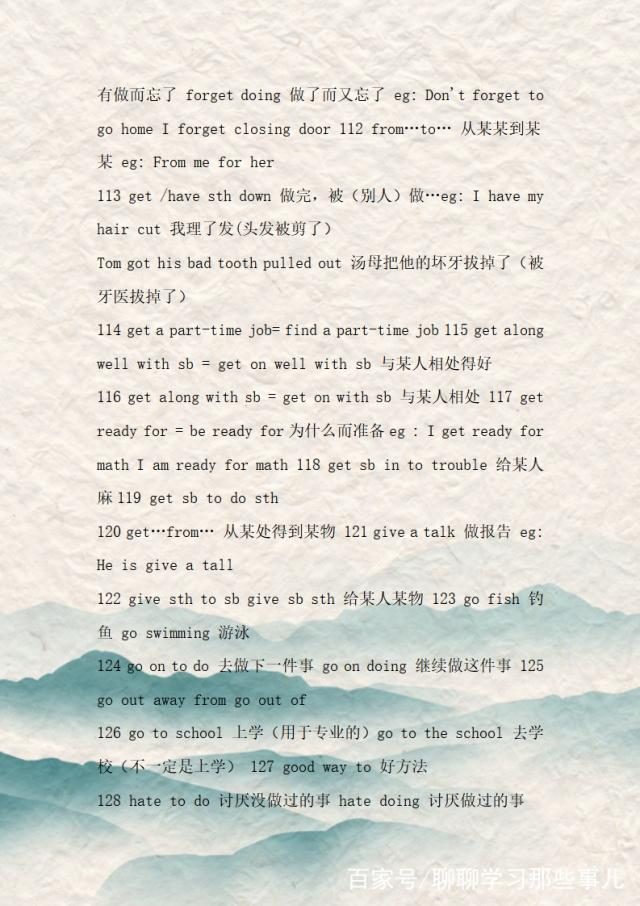 有做而忘了 forget doing 做了而又忘了 eg: Don't forget to
go home I forget closing door 112 from…to… 从某某到某
某 eg: From me for her
113 get /have sth down 做完，被（别人）做…eg: I have my
hair cut 我理了发(头发被剪了）
Tom got his bad tooth pulled out 汤母把他的坏牙拔掉了（被
牙医拔掉了）
114 get a part-time job= find a part-time job 115 get along
well with sb = get on well with sb 与某人相处得好
116 get along with sb = get on with sb 与某人相处 117 get
ready for = be ready for 为什么而准备 eg : I get ready for
math I am ready for math 118 get sb in to trouble 给某人
麻 119 get sb to do sth
120 get…from… 从某处得到某物 121 give a talk 做报告 eg:
He is give a tall
122 give sth to sb give sb sth 给某人某物 123 go fish 钓
鱼 go swimming 游泳
124 go on to do 去做下一件事 go on doing 继续做这件事 125
go out away from go out of
126 go to school 上学（用于专业的）go to the school 去学
校（不一定是上学） 127 good way to 好方法
128 hate to do 讨厌没做过的事 hate doing 讨厌做过的事
百家号/聊聊学习那些事儿